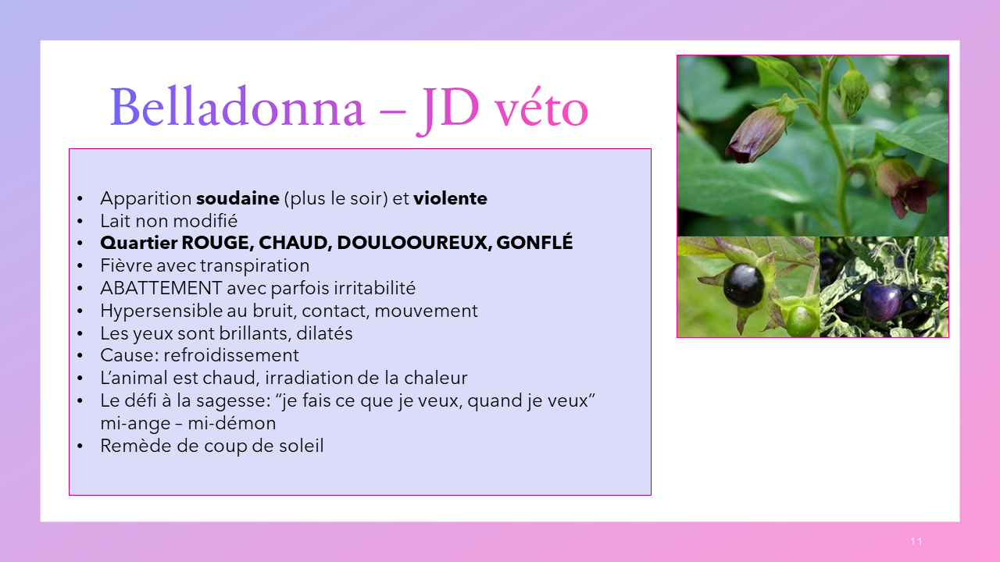 Belladonna – JD véto
• Apparition soudaine (plus le soir) et violente
• Lait non modifié
• Quartier ROUGE, CHAUD, DOULOOUREUX, GONFLÉ
• Fièvre avec transpiration
• ABATTEMENT avec parfois irritabilité
• Hypersensible au bruit, contact, mouvement
• Les yeux sont brillants, dilatés
• Cause: refroidissement
• L’animal est chaud, irradiation de la chaleur
• Le défi à la sagesse: “je fais ce que je veux, quand je veux”
mi-ange – mi-démon
• Remède de coup de soleil
11